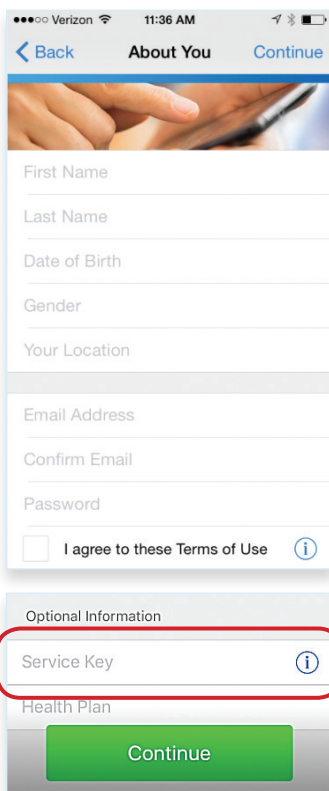 ●●●○○ Verizon 11:36 AM
Back About You Continue
First Name
Last Name
Date of Birth
Gender
Your Location
Email Address
Confirm Email
Password
I agree to these Terms of Use i
Optional Information
Service Key i
Health Plan
Continue